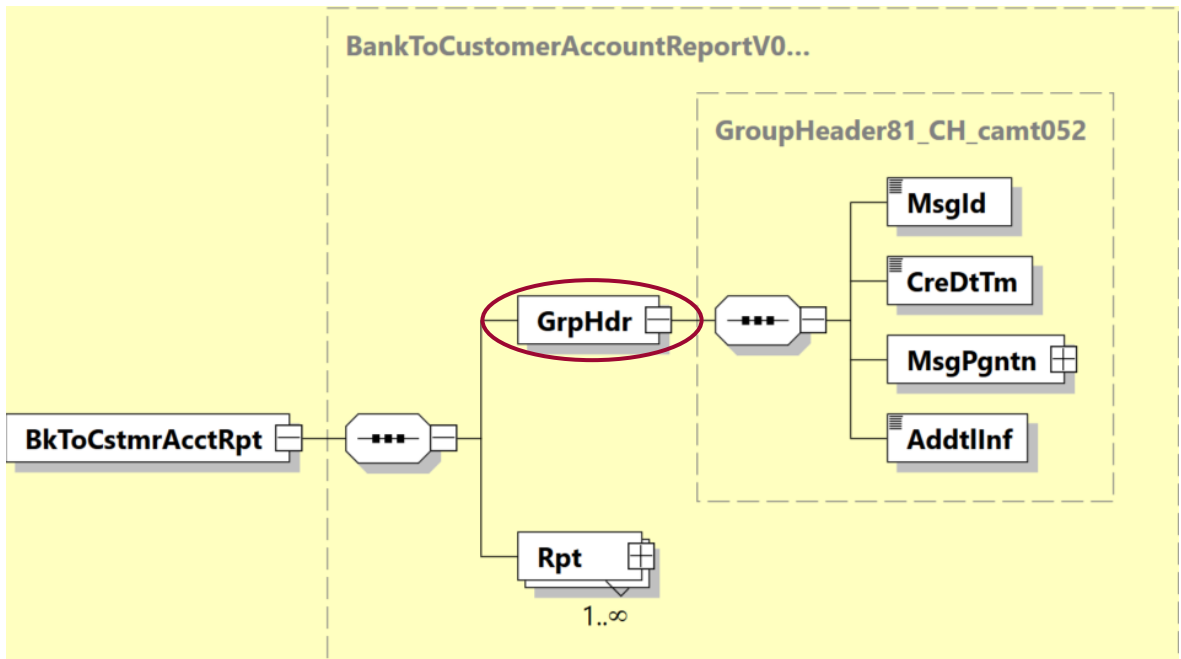 BankToCustomerAccountReportV0...
GroupHeader81_CH_camt052
MsgId
CreDtTm
GrpHdr
MsgPgntn
BkToCstmrAcctRpt
AddtlInf
Rpt
1..∞